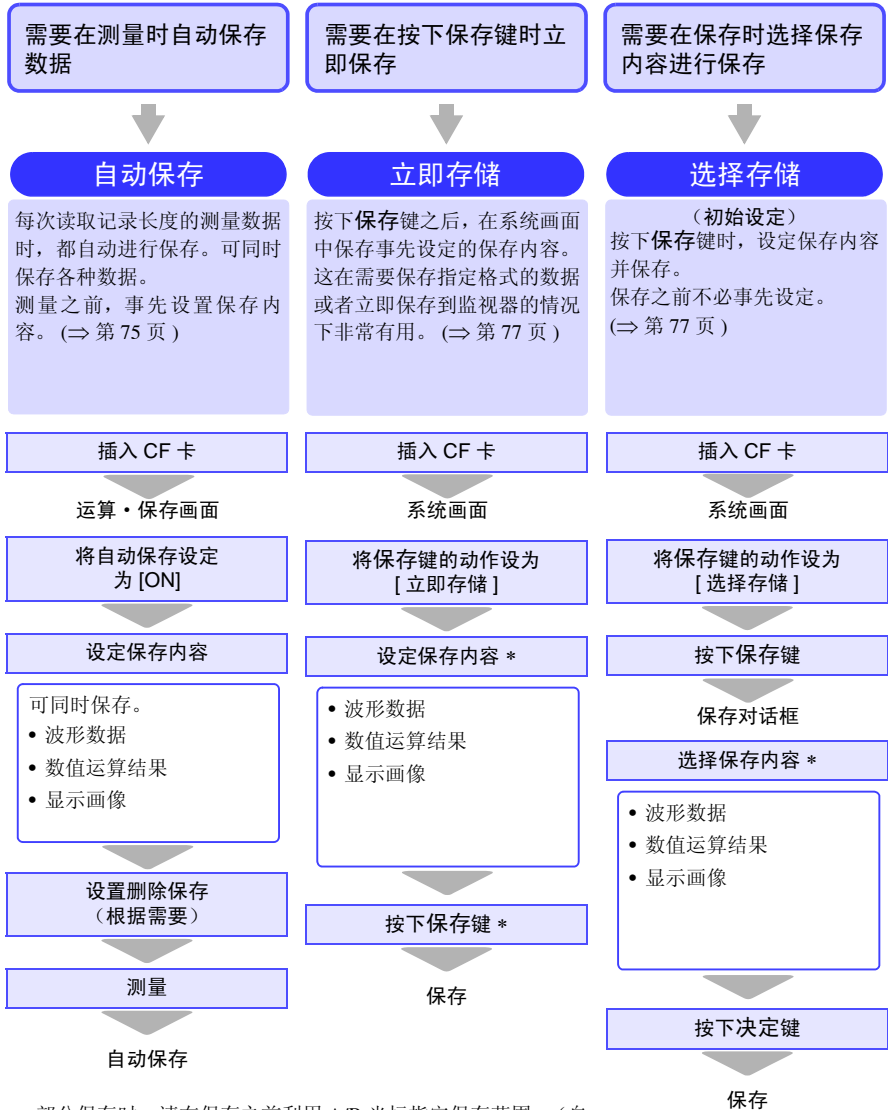 需要在测量时自动保存
数据
自动保存
每次读取记录长度的测量数据
时，都自动进行保存。可同时
保存各种数据。
测量之前，事先设置保存内
容。 (⇒ 第 75 页 )
插入 CF 卡
运算・保存画面
将自动保存设定
为 [ON]
设定保存内容
可同时保存。
• 波形数据
• 数值运算结果
• 显示画像
设置删除保存
（根据需要）
测量
自动保存
需要在按下保存键时立
即保存
立即存储
按下保存键之后，在系统画面
中保存事先设定的保存内容。
这在需要保存指定格式的数据
或者立即保存到监视器的情况
下非常有用。 (⇒ 第 77 页 )
插入 CF 卡
系统画面
将保存键的动作设为
[ 立即存储 ]
设定保存内容 *
• 波形数据
• 数值运算结果
• 显示画像
按下保存键 *
保存
需要在保存时选择保存
内容进行保存
选择存储
（初始设定）
按下保存键时，设定保存内容
并保存。
保存之前不必事先设定。
(⇒ 第 77 页 )
插入 CF 卡
系统画面
将保存键的动作设为
[ 选择存储 ]
按下保存键
保存对话框
选择保存内容 *
• 波形数据
• 数值运算结果
• 显示画像
按下决定键
保存